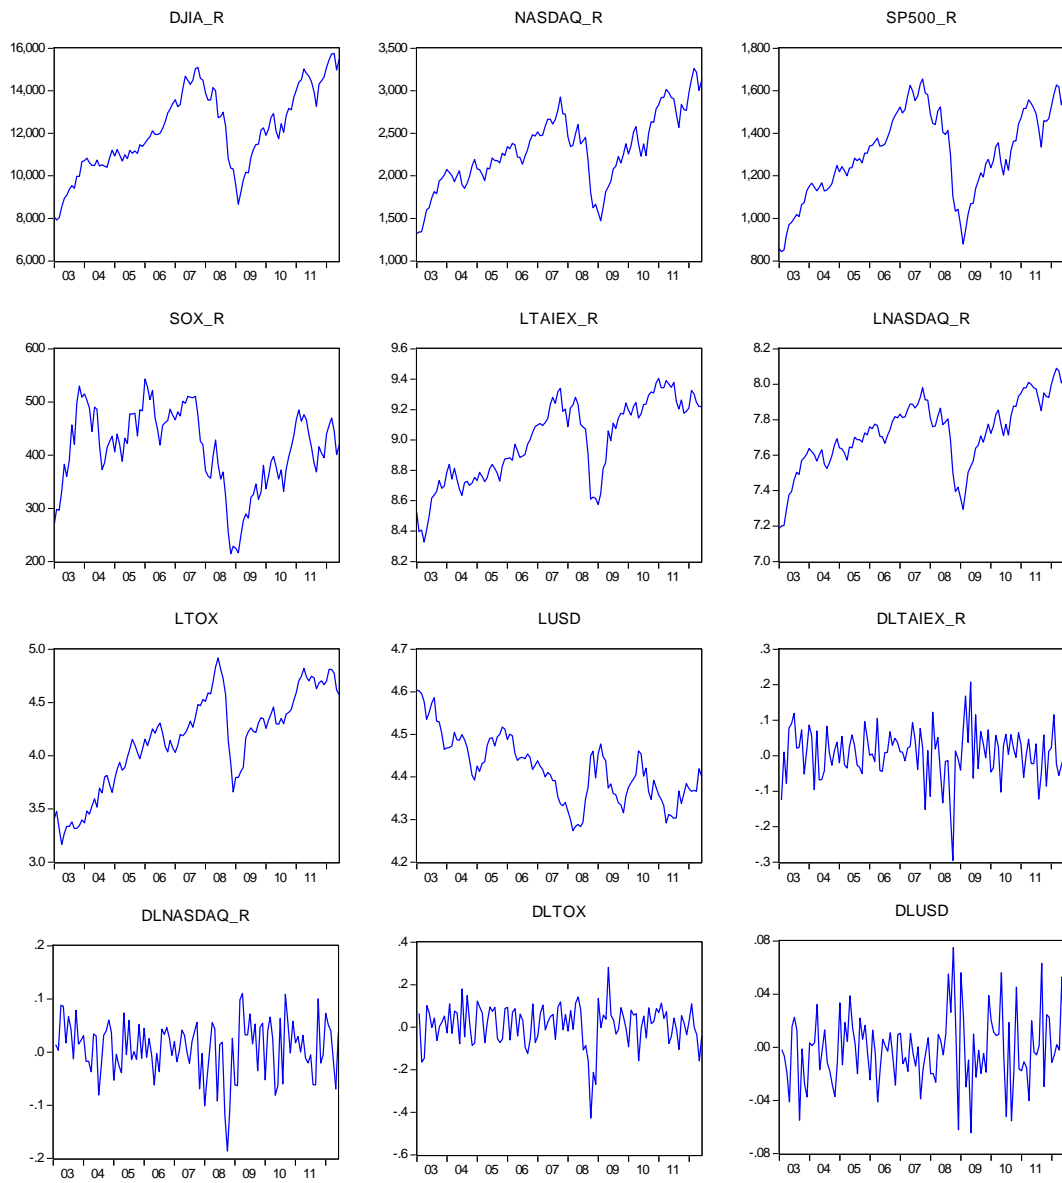 DJIA_R NASDAQ_R SP500_R
16,000 3,500 1,800
14,000 3,000 1,600
12,000 2,500 1,400
10,000 2,000 1,200
8,000 1,500 1,000
6,000 1,000 800
03 04 05 06 07 08 09 10 11 03 04 05 06 07 08 09 10 11 03 04 05 06 07 08 09 10 11
SOX_R LTAIEX_R LNASDAQ_R
600 9.6 8.2
9.4 8.0
500 9.2 7.8
9.0
400 7.6
8.8
300 8.6 7.4
8.4 7.2
200 8.2 7.0
03 04 05 06 07 08 09 10 11 03 04 05 06 07 08 09 10 11 03 04 05 06 07 08 09 10 11
LTOX LUSD DLTAIEX_R
5.0 4.7 .3
4.5 4.6 .2
4.5 .1
4.0 .0
4.4 -.1
3.5 4.3 -.2
3.0 4.2 -.3
03 04 05 06 07 08 09 10 11 03 04 05 06 07 08 09 10 11 03 04 05 06 07 08 09 10 11
DLNASDAQ_R DLTOX DLUSD
.2 .4 .08
.1 .2 .04
.0 .0 .00
-.2
-.1 -.4 -.04
-.2 -.6 -.08
03 04 05 06 07 08 09 10 11 03 04 05 06 07 08 09 10 11 03 04 05 06 07 08 09 10 11